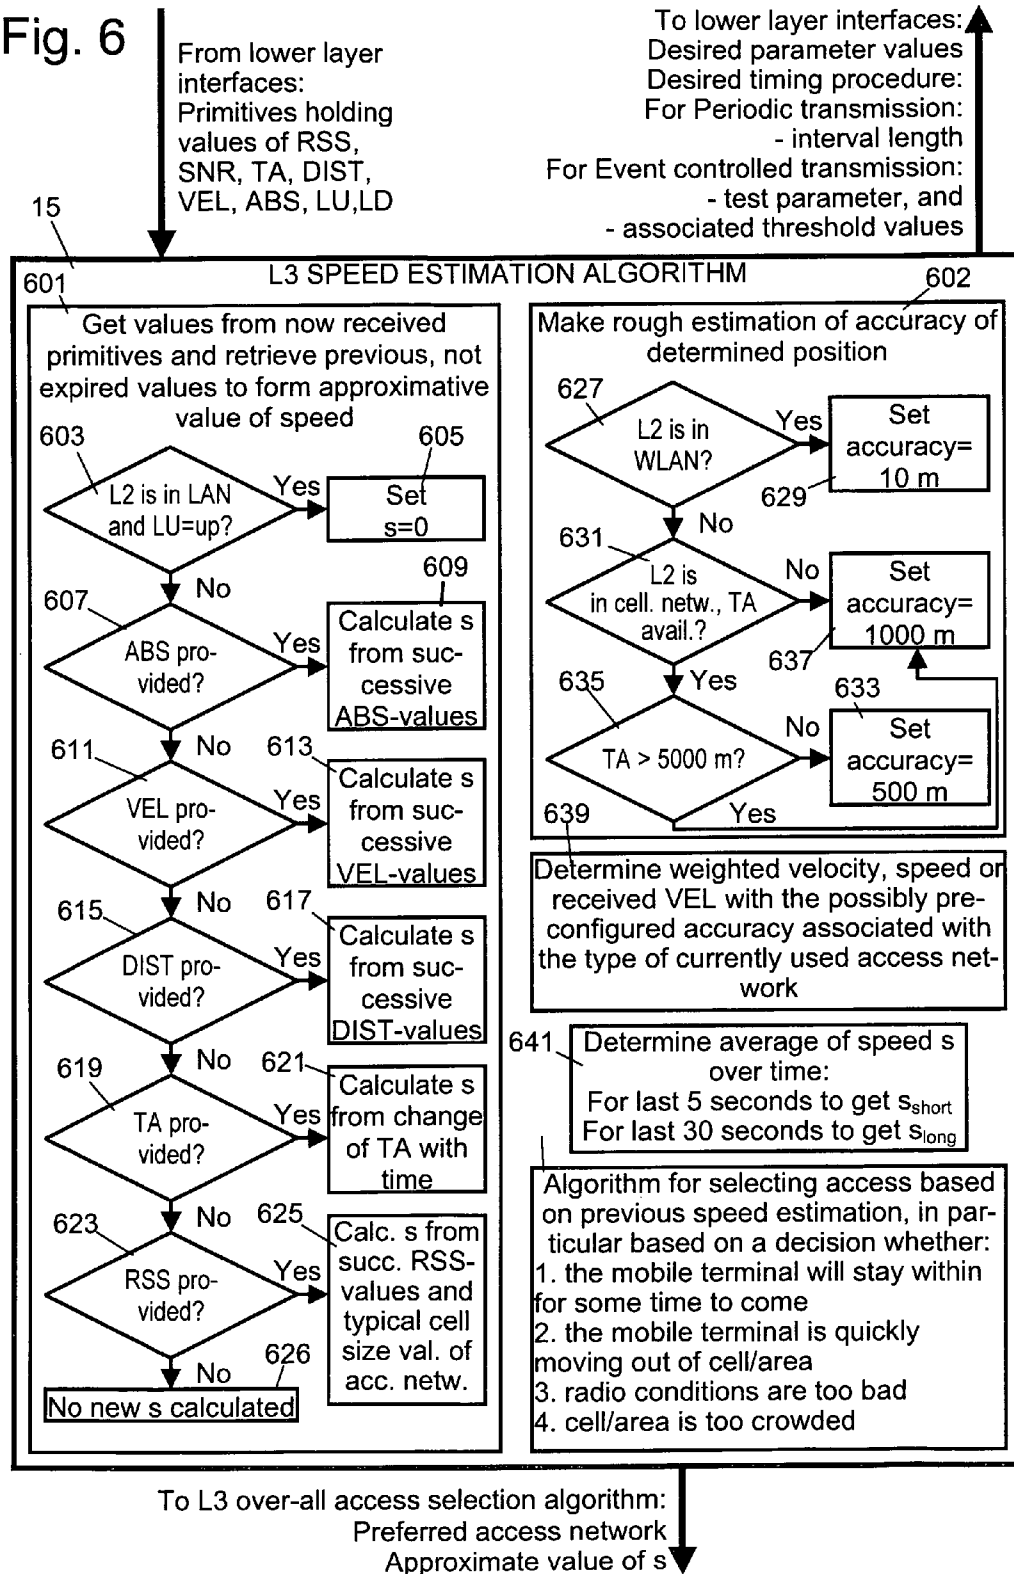 Fig. 6
From lower layer
interfaces:
Primitives holding
values of RSS,
SNR, TA, DIST,
VEL, ABS, LU,LD
To lower layer interfaces:
Desired parameter values
Desired timing procedure:
For Periodic transmission:
- interval length
For Event controlled transmission:
- test parameter, and
- associated threshold values
15
L3 SPEED ESTIMATION ALGORITHM
601
Get values from now received
primitives and retrieve previous, not
expired values to form approximative
value of speed
603
L2 is in LAN
and LU=up?
Yes
605
Set
s=0
No
607
ABS pro-
vided?
Yes
609
Calculate s
from suc-
cessive
ABS-values
No
611
VEL pro-
vided?
Yes
613
Calculate s
from suc-
cessive
VEL-values
No
615
DIST pro-
vided?
Yes
617
Calculate s
from suc-
cessive
DIST-values
No
619
TA pro-
vided?
Yes
621
Calculate s
from change
of TA with
time
No
623
RSS pro-
vided?
Yes
625
Calc. s from
succ. RSS-
values and
typical cell
size val. of
acc. netw.
No
626
No new s calculated
602
Make rough estimation of accuracy of
determined position
627
L2 is in
WLAN?
Yes
Set
accuracy=
10 m
629
No
631
L2 is
in cell. netw., TA
avail.?
No
Set
accuracy=
1000 m
637
Yes
635
TA > 5000 m?
No
633
Set
accuracy=
500 m
Yes
639
Determine weighted velocity, speed or
received VEL with the possibly pre-
configured accuracy associated with
the type of currently used access net-
work
641
Determine average of speed s
over time:
For last 5 seconds to get sshort
For last 30 seconds to get slong
Algorithm for selecting access based
on previous speed estimation, in par-
ticular based on a decision whether:
1. the mobile terminal will stay within
for some time to come
2. the mobile terminal is quickly
moving out of cell/area
3. radio conditions are too bad
4. cell/area is too crowded
To L3 over-all access selection algorithm:
Preferred access network
Approximate value of s